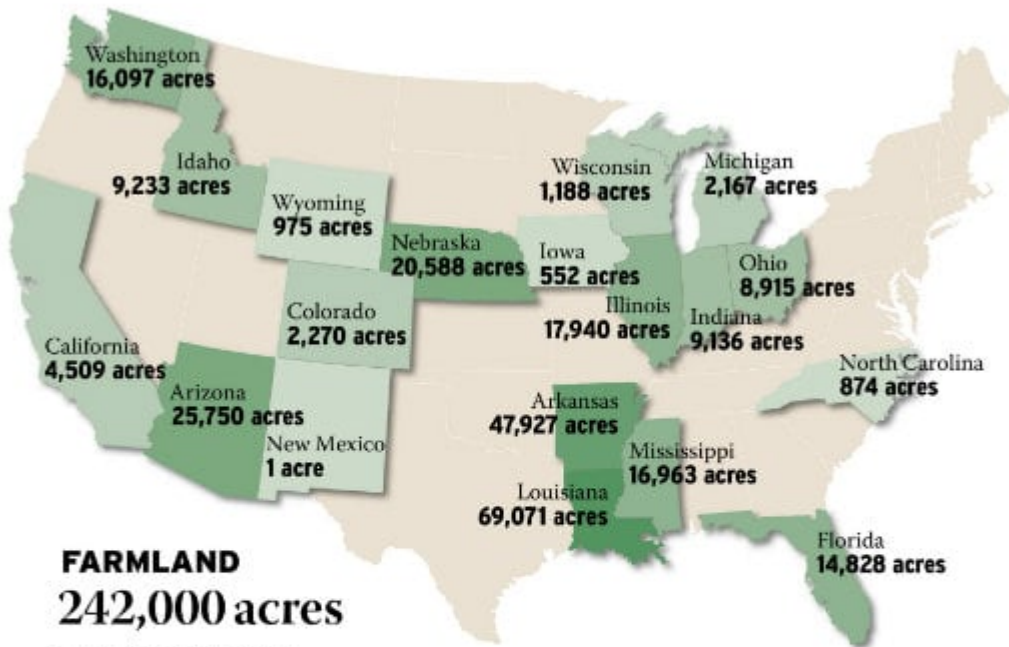 Washington
16,097 acres
Idaho
9,233 acres
Wyoming
975 acres
Nebraska
20,588 acres
Wisconsin
1,188 acres
Michigan
2,167 acres
Iowa
552 acres
Illinois
17,940 acres
Ohio
8,915 acres
Indiana
9,136 acres
Colorado
2,270 acres
California
4,509 acres
Arizona
25,750 acres
New Mexico
1 acre
North Carolina
874 acres
Arkansas
47,927 acres
Mississippi
16,963 acres
Louisiana
69,071 acres
Florida
14,828 acres
FARMLAND
242,000 acres